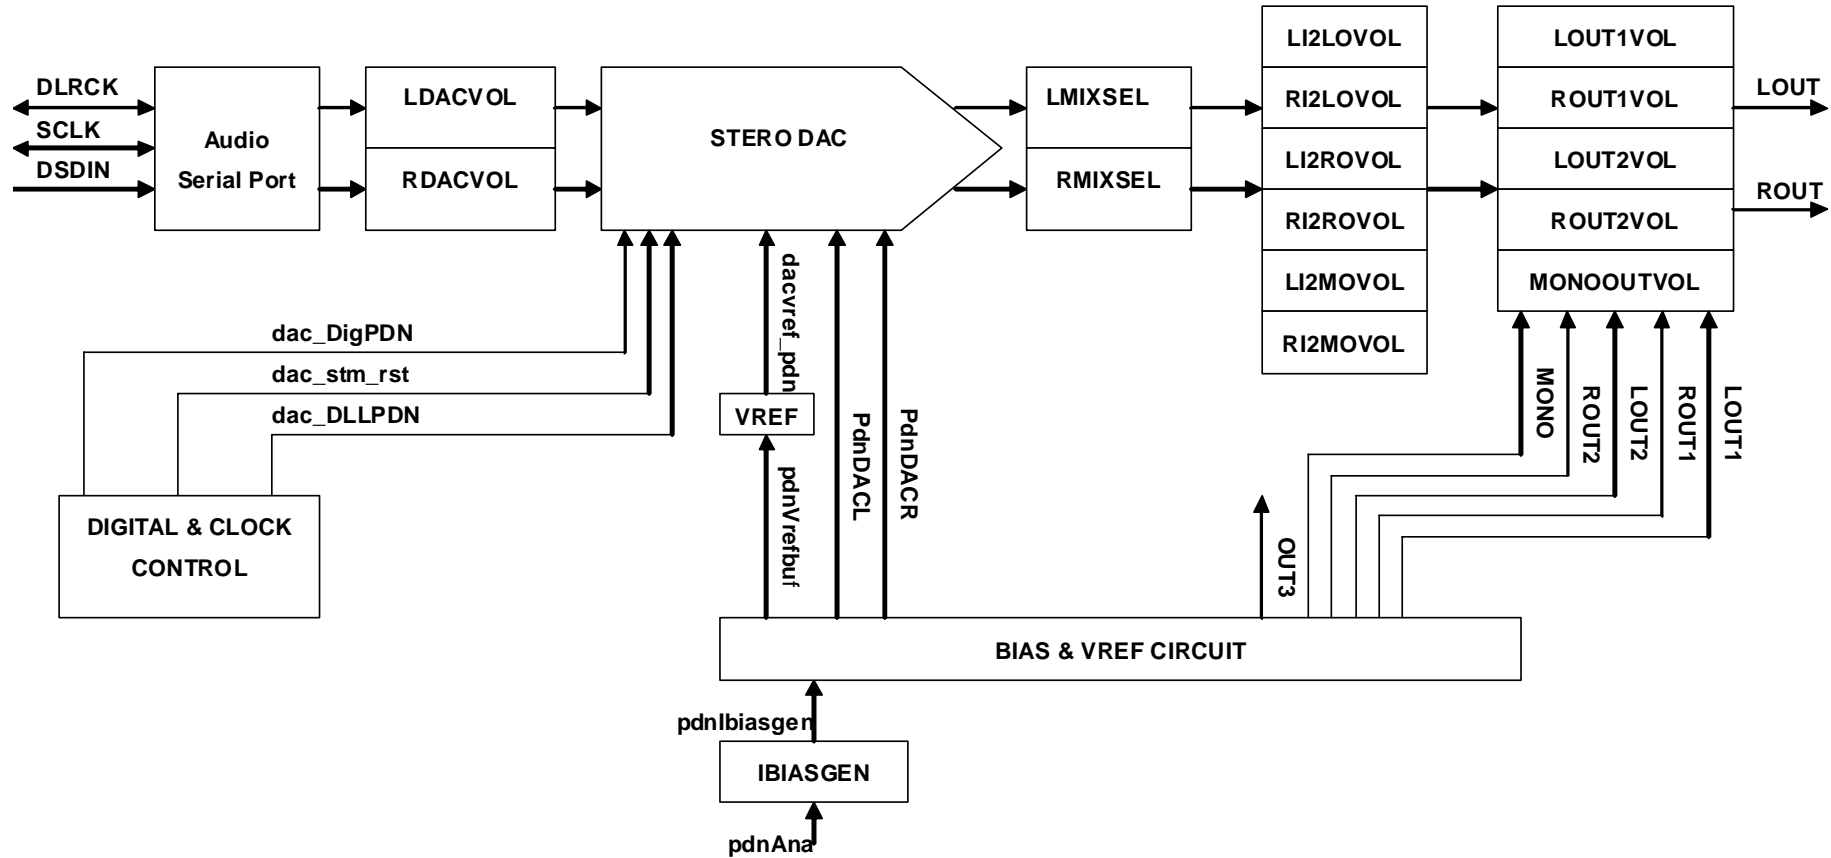 DLRCK
SCLK
DSDIN
Audio
Serial Port
LDACVOL
RDACVOL
STERO DAC
LMIXSEL
RMIXSEL
LI2LOVOL
RI2LOVOL
LI2ROVOL
RI2ROVOL
LI2MOVOL
RI2MOVOL
LOUT1VOL
ROUT1VOL
LOUT2VOL
ROUT2VOL
MONOOUTVOL
LOUT
ROUT
dac_DigPDN
dac_stm_rst
dac_DLLPDN
DIGITAL & CLOCK
CONTROL
dacvref_pdn
VREF
pdnVrefbuf
PdnDACL
PdnDACR
OUT3
MONO
ROUT2
LOUT2
ROUT1
LOUT1
BIAS & VREF CIRCUIT
pdnIbiasgen
IBIASGEN
pdnAna